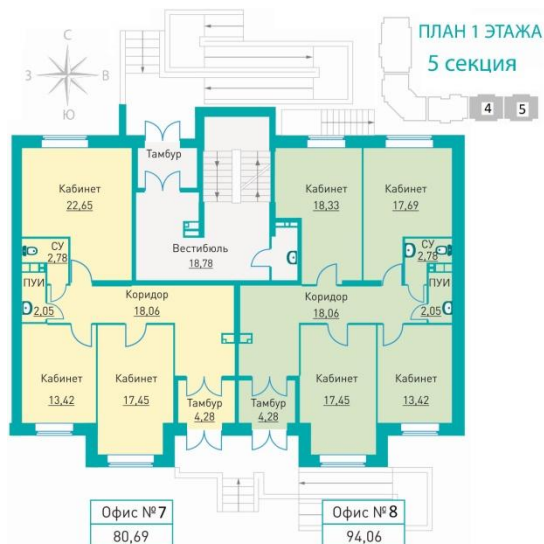 ПЛАН 1 ЭТАЖА
5 секция
С
З
В
Ю
4
5
Тамбур
Кабинет
22,65
Кабинет
18,33
Кабинет
17,69
Вестибюль
18,78
СУ
2,78
СУ
2,78
ПУИ
2,05
ПУИ
2,05
Коридор
18,06
Коридор
18,06
Кабинет
13,42
Кабинет
17,45
Тамбур
4,28
Тамбур
4,28
Кабинет
17,45
Кабинет
13,42
Офис №7
80,69
Офис №8
94,06